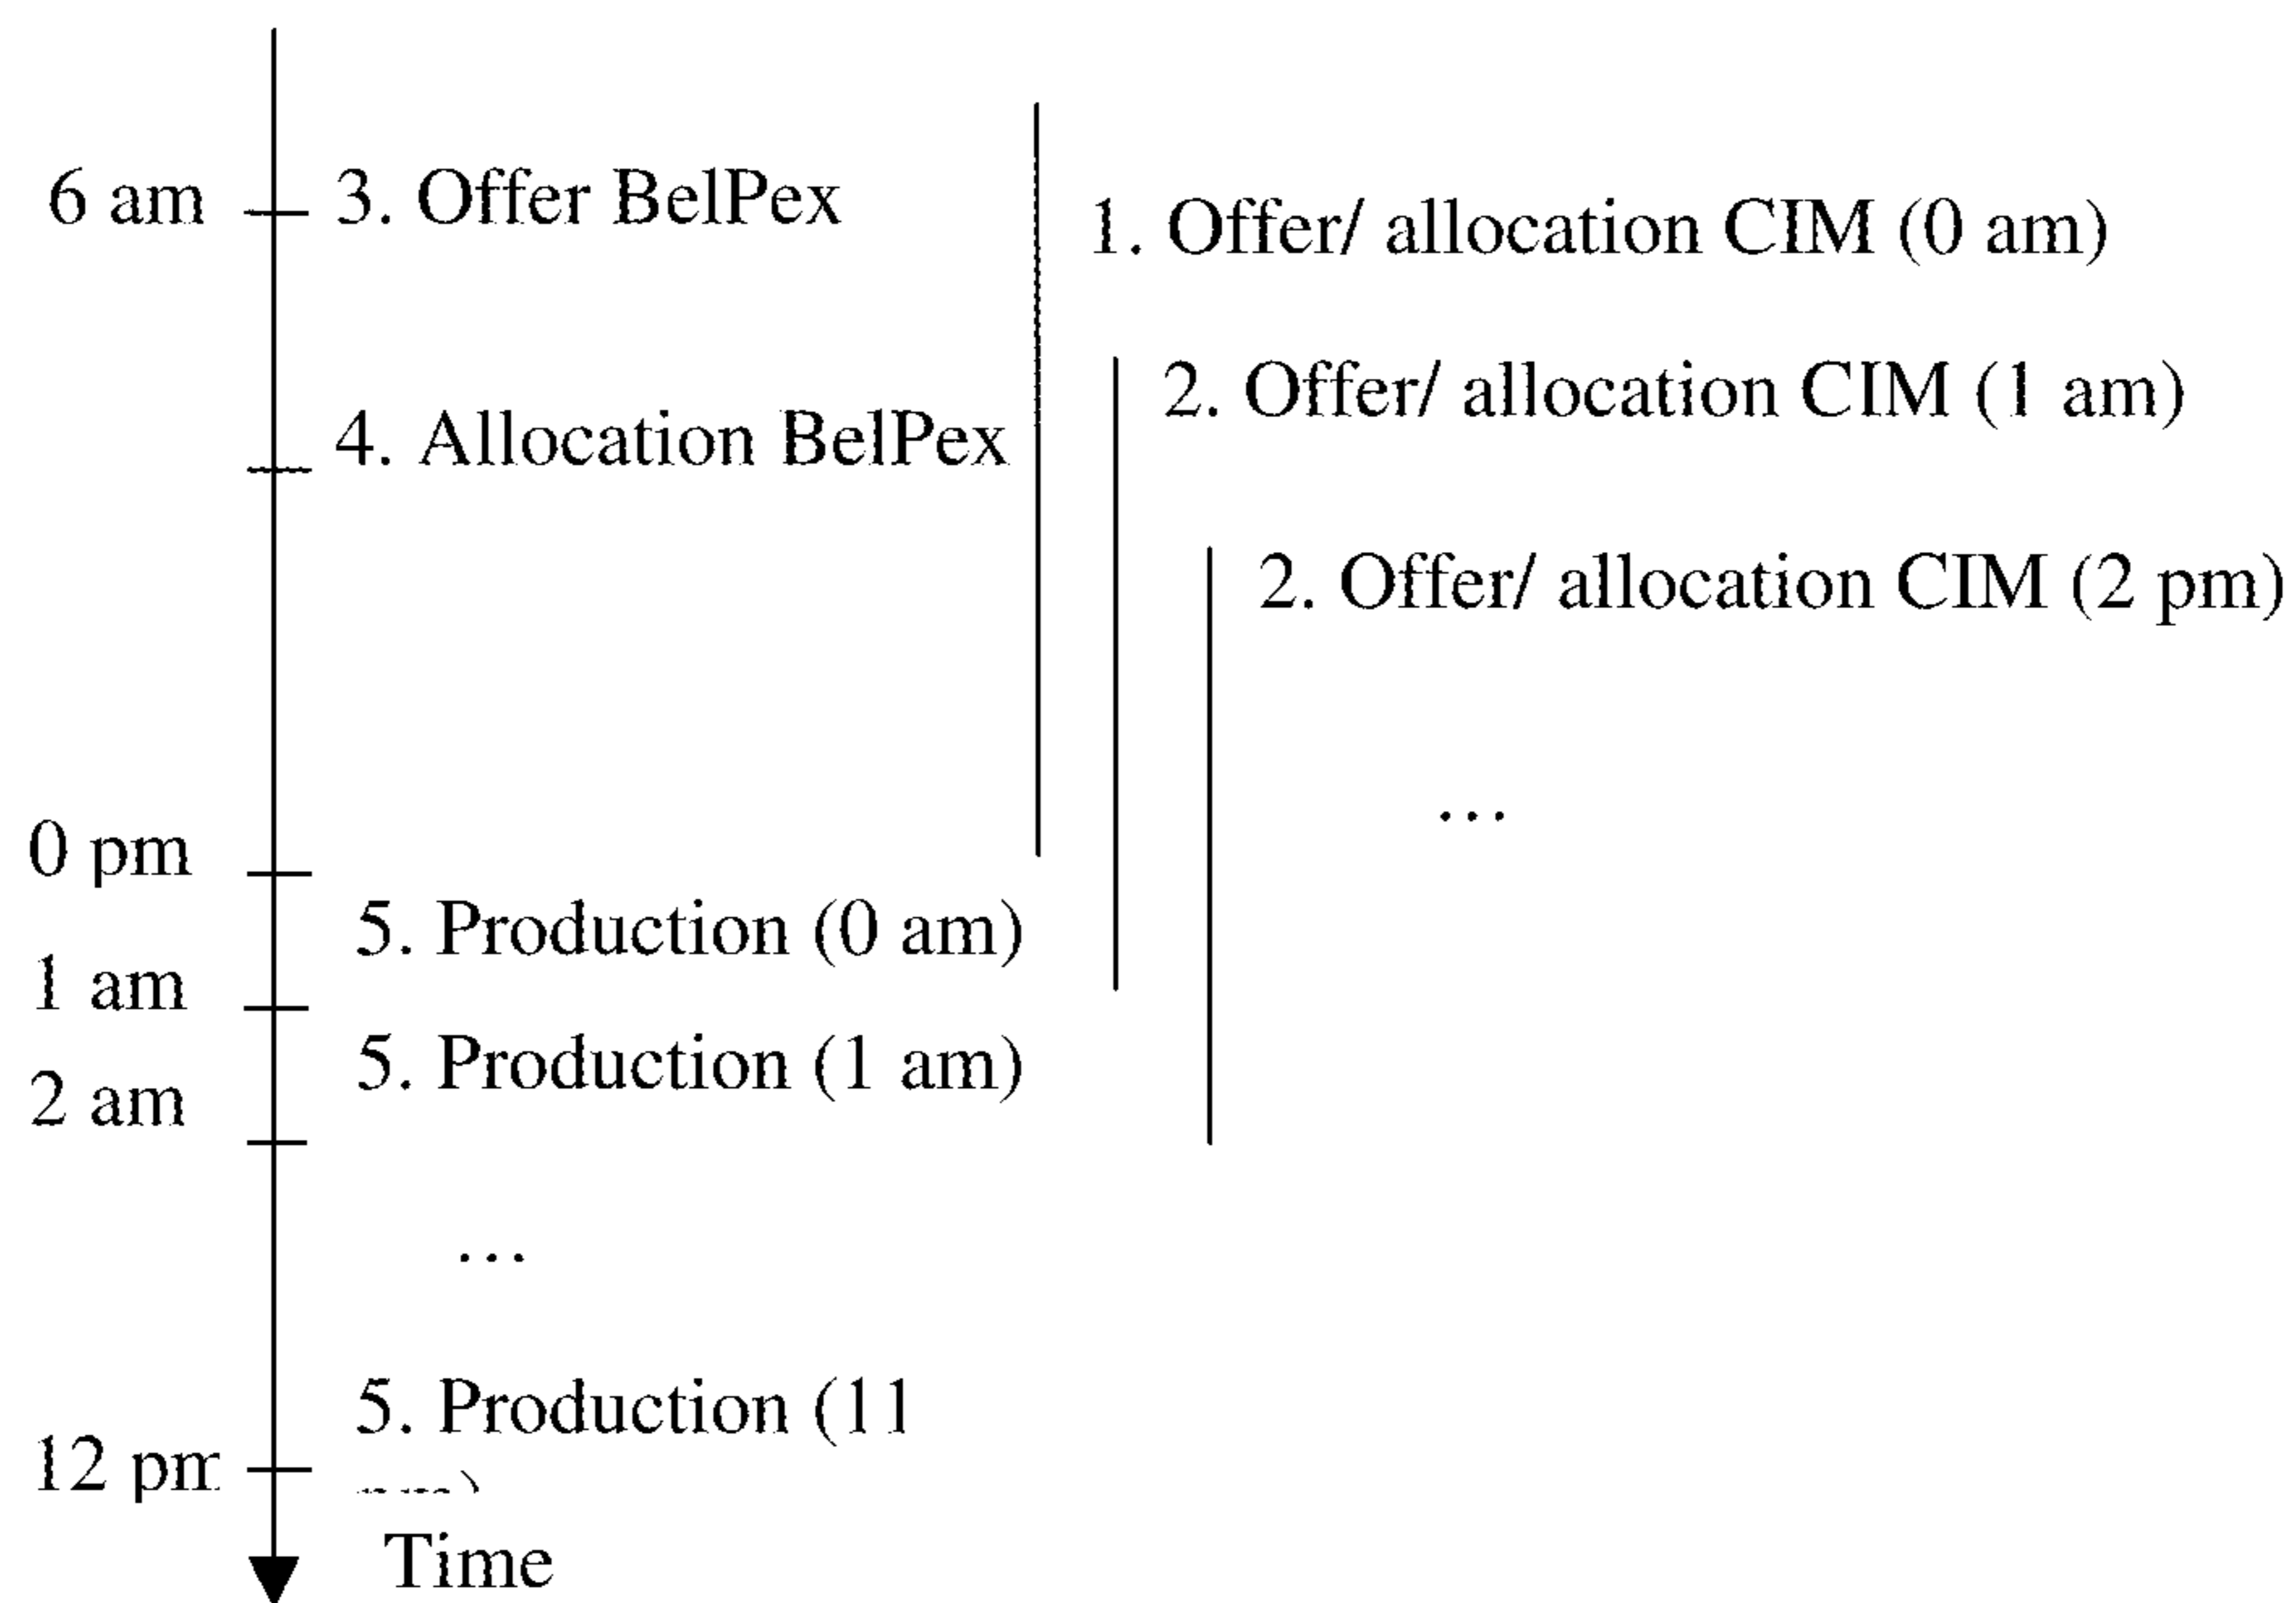 6 am
3. Offer BelPex
1. Offer/ allocation CIM (0 am)
2. Offer/ allocation CIM (1 am)
4. Allocation BelPex
2. Offer/ allocation CIM (2 pm)
...
0 pm
5. Production (0 am)
1 am
5. Production (1 am)
2 am
...
5. Production (11
12 pm
Time